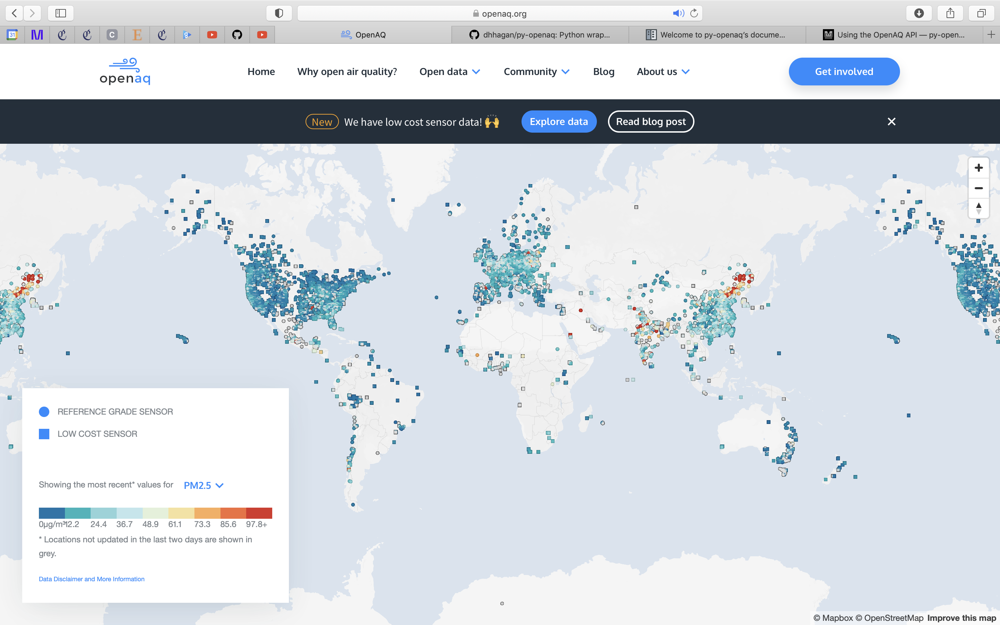 openaq.org
31
C
E
OpenAQ
dhhagan/py-openaq: Python wrap...
Welcome to py-openaq’s docume...
Using the OpenAQ API — py-open...
openaq
Home
Why open air quality?
Open data
Community
Blog
About us
Get involved
New
We have low cost sensor data! 🙌
Explore data
Read blog post
REFERENCE GRADE SENSOR
LOW COST SENSOR
Showing the most recent* values for PM2.5
0µg/m³ 12.2 24.4 36.7 48.9 61.1 73.3 85.6 97.8+
* Locations not updated in the last two days are shown in
grey.
Data Disclaimer and More Information
© Mapbox © OpenStreetMap Improve this map